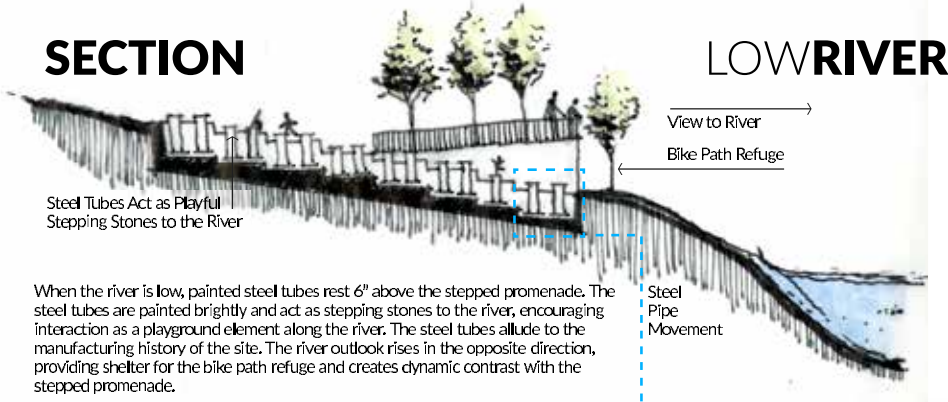 SECTION
LOWRIVER
View to River
Bike Path Refuge
Steel Tubes Act as Playful
Stepping Stones to the River
When the river is low, painted steel tubes rest 6" above the stepped promenade. The
steel tubes are painted brightly and act as stepping stones to the river, encouraging
interaction as a playground element along the river. The steel tubes allude to the
manufacturing history of the site. The river outlook rises in the opposite direction,
providing shelter for the bike path refuge and creates dynamic contrast with the
stepped promenade.
Steel
Pipe
Movement